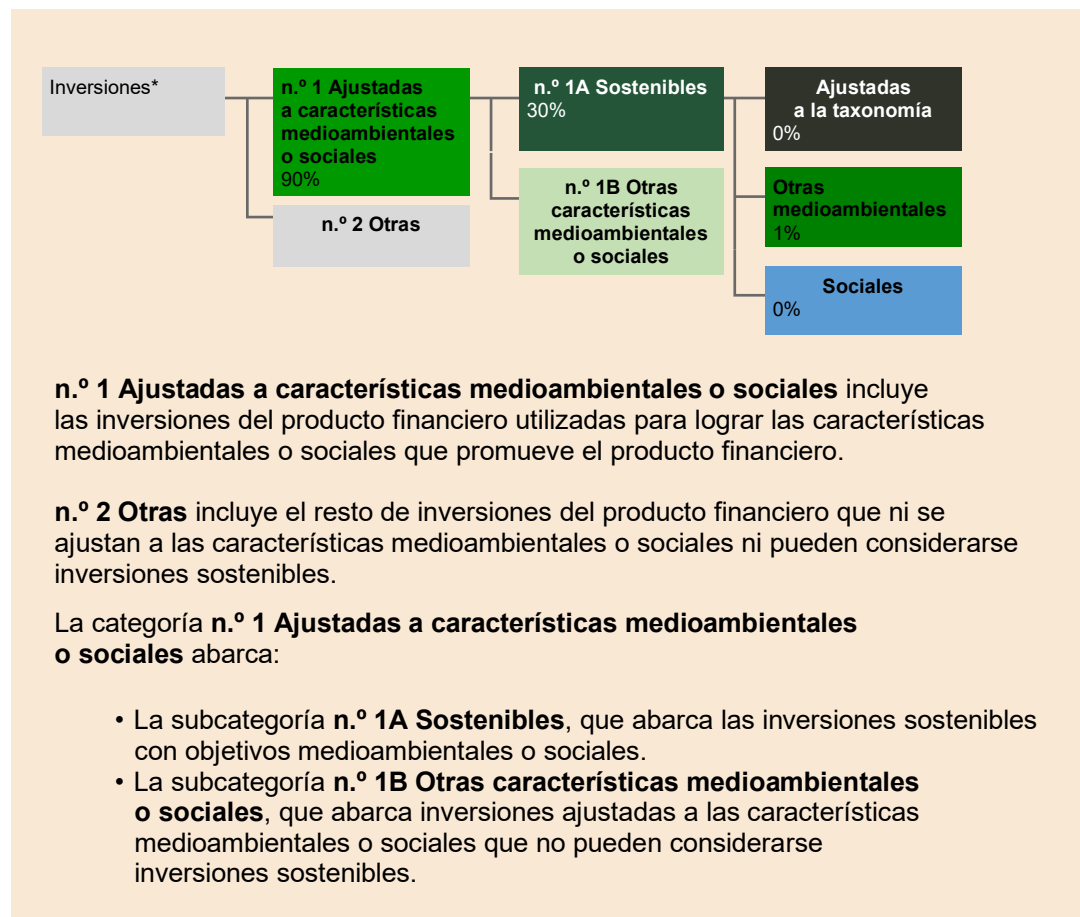 Inversiones*
n.º 1 Ajustadas
a características
medioambientales
o sociales
90%
n.º 2 Otras
n.º 1A Sostenibles
30%
n.º 1B Otras
características
medioambientales
o sociales
Ajustadas
a la taxonomía
0%
Otras
medioambientales
1%
Sociales
0%
n.º 1 Ajustadas a características medioambientales o sociales incluye
las inversiones del producto financiero utilizadas para lograr las características
medioambientales o sociales que promueve el producto financiero.
n.º 2 Otras incluye el resto de inversiones del producto financiero que ni se
ajustan a las características medioambientales o sociales ni pueden considerarse
inversiones sostenibles.
La categoría n.º 1 Ajustadas a características medioambientales
o sociales abarca:
• La subcategoría n.º 1A Sostenibles, que abarca las inversiones sostenibles
con objetivos medioambientales o sociales.
• La subcategoría n.º 1B Otras características medioambientales
o sociales, que abarca inversiones ajustadas a las características
medioambientales o sociales que no pueden considerarse
inversiones sostenibles.